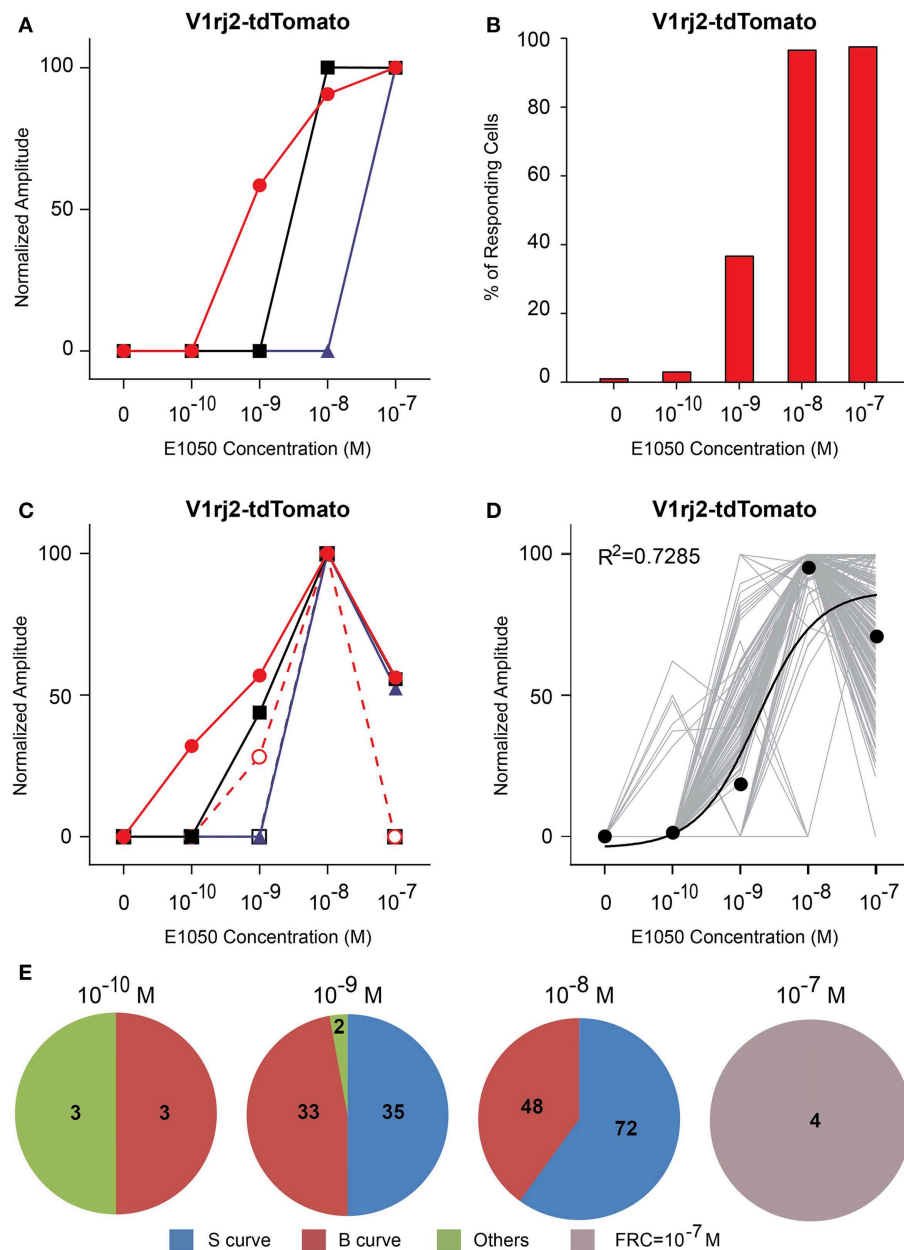 A
V1rj2-tdTomato
Normalized Amplitude
100
50
0
0 10-10 10-9 10-8 10-7
E1050 Concentration (M)
B
V1rj2-tdTomato
% of Responding Cells
100
80
60
40
20
0
0 10-10 10-9 10-8 10-7
E1050 Concentration (M)
C
V1rj2-tdTomato
Normalized Amplitude
100
50
0
0 10-10 10-9 10-8 10-7
E1050 Concentration (M)
D
V1rj2-tdTomato
R2=0.7285
Normalized Amplitude
100
50
0
0 10-10 10-9 10-8 10-7
E1050 Concentration (M)
E
10-10 M
3 3
10-9 M
2
33 35
10-8 M
48 72
10-7 M
4
S curve B curve Others FRC=10-7 M